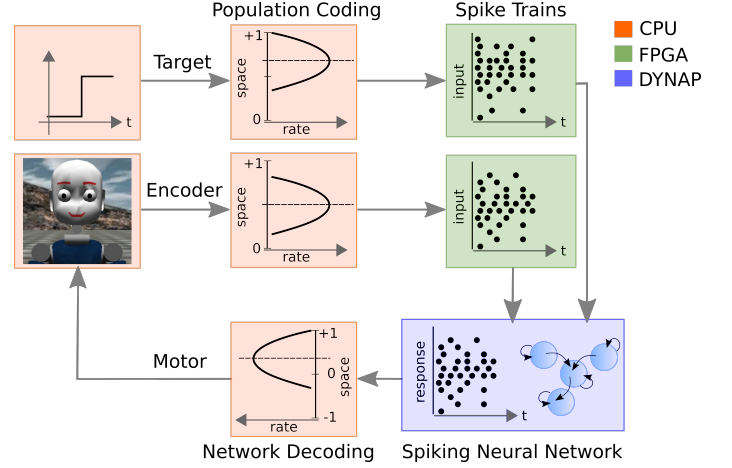 Population Coding
Spike Trains
CPU
FPGA
DYNAP
t
Target
+1
space
0
rate
input
t
Encoder
+1
space
0
rate
input
t
Motor
+1
0
-1
space
rate
response
t
Network Decoding
Spiking Neural Network